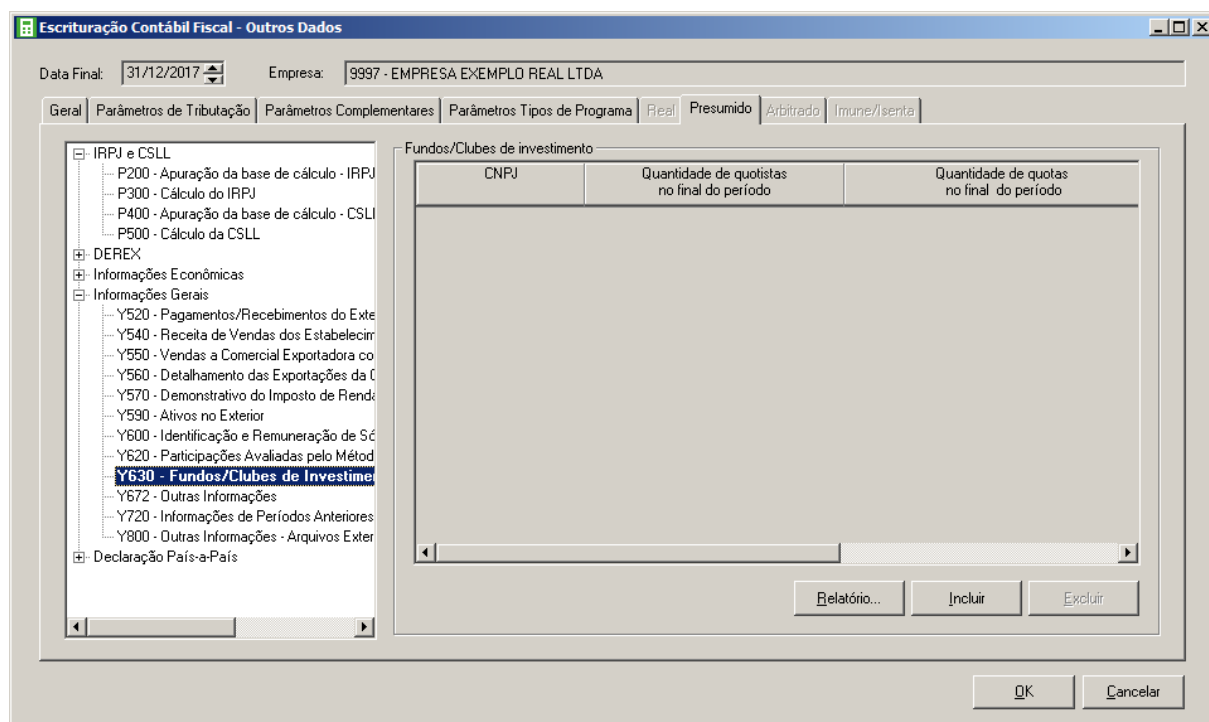 Escrituração Contábil Fiscal - Outros Dados
Data Final: 31/12/2017 Empresa: 9997 - EMPRESA EXEMPLO REAL LTDA
Geral Parâmetros de Tributação Parâmetros Complementares Parâmetros Tipos de Programa Real Presumido Arbitrado Imune/Isenta
IRPJ e CSLL
P200 - Apuração da base de cálculo - IRPJ
P300 - Cálculo do IRPJ
P400 - Apuração da base de cálculo - CSLL
P500 - Cálculo da CSLL
DEREX
Informações Econômicas
Informações Gerais
Y520 - Pagamentos/Recebimentos do Exte
Y540 - Receita de Vendas dos Estabelecim
Y550 - Vendas a Comercial Exportadora co
Y560 - Detalhamento das Exportações da C
Y570 - Demonstrativo do Imposto de Renda
Y590 - Ativos no Exterior
Y600 - Identificação e Remuneração de Só
Y620 - Participações Avaliadas pelo Métod
Y630 - Fundos/Clubes de Investimen
Y672 - Outras Informações
Y720 - Informações de Períodos Anteriores
Y800 - Outras Informações - Arquivos Exter
Declaração País-a-País
Fundos/Clubes de investimento
CNPJ
Quantidade de quotistas
no final do período
Quantidade de quotas
no final do período
Relatório... Incluir Excluir
OK Cancelar